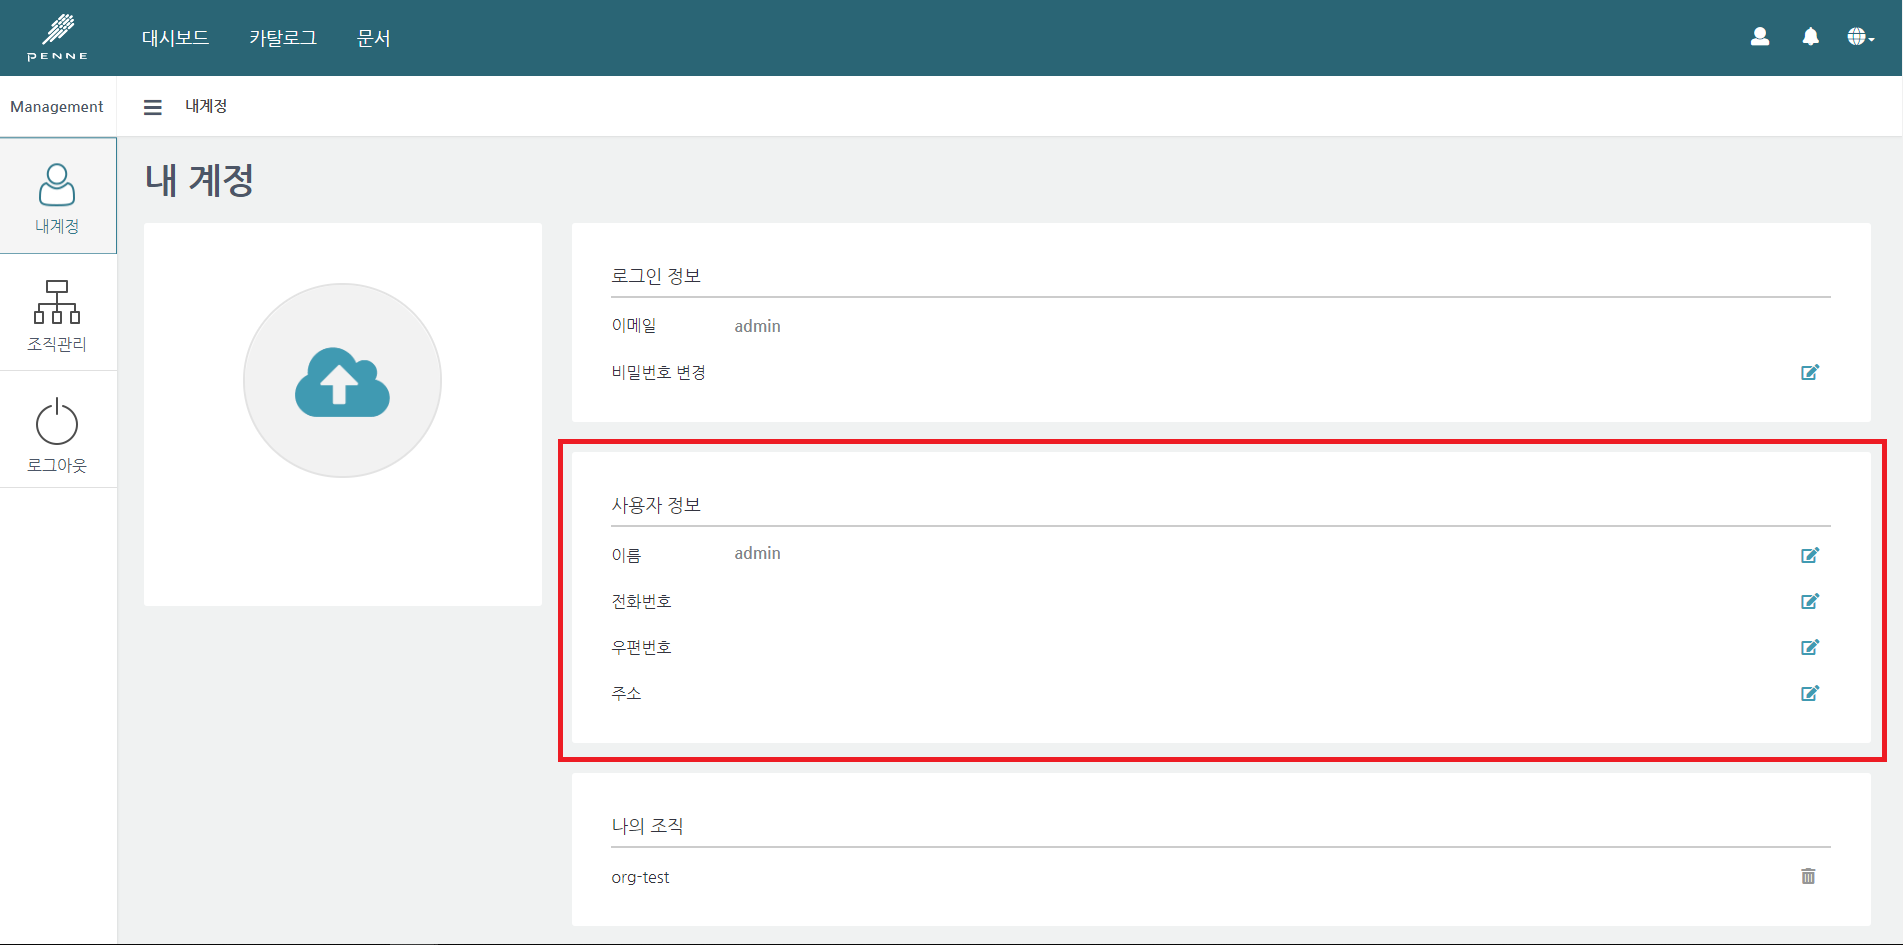 PENNE
대시보드 카탈로그 문서
Management
내계정
내계정
조직관리
로그아웃
내 계정
로그인 정보
이메일 admin
비밀번호 변경
사용자 정보
이름 admin
전화번호
우편번호
주소
나의 조직
org-test